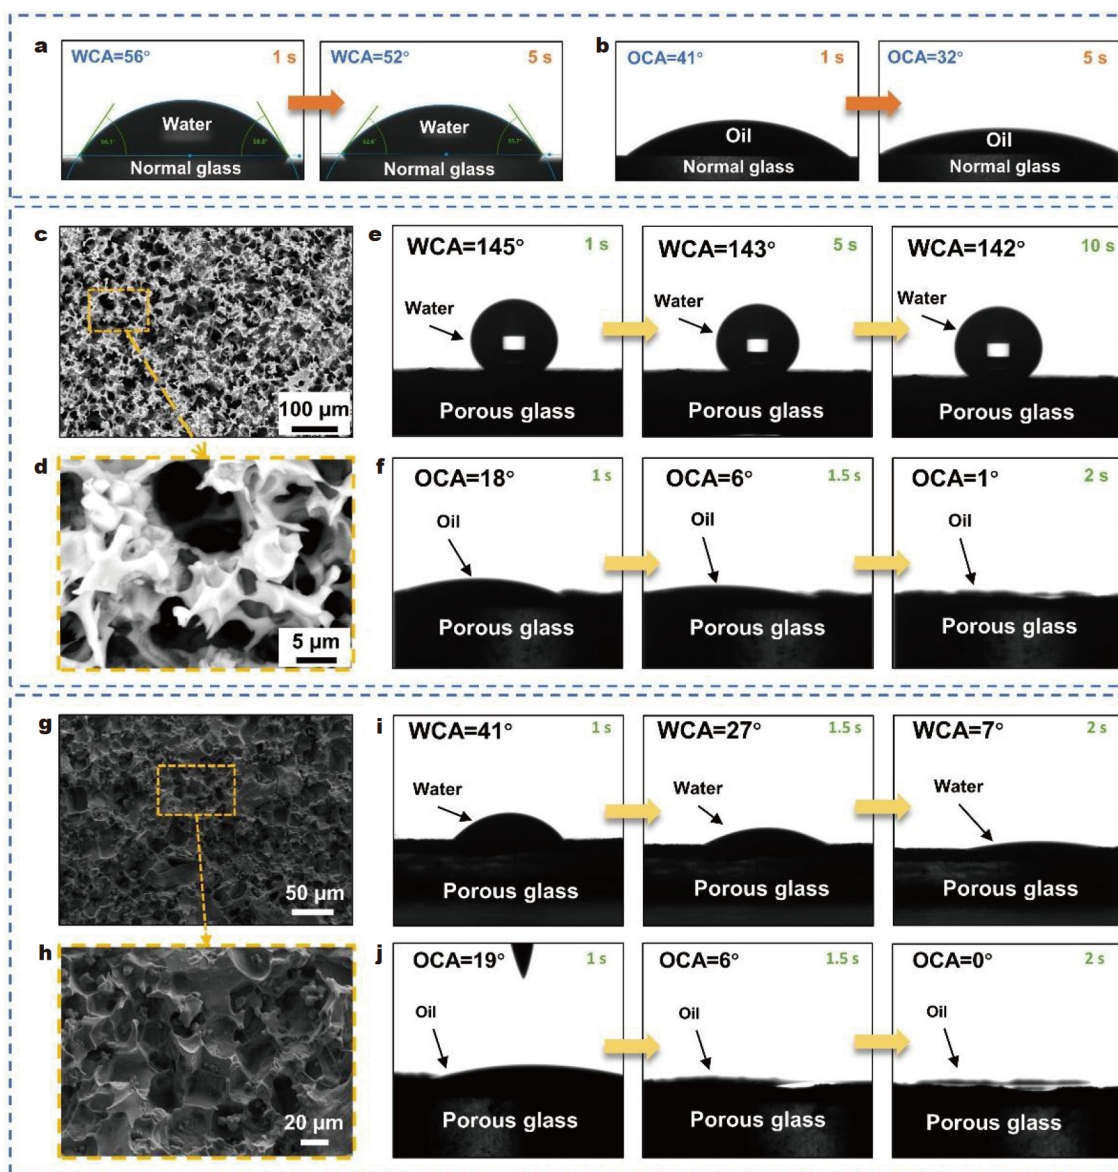 a
WCA=56°
1 s
Water
Normal glass
WCA=52°
5 s
Water
Normal glass
b
OCA=41°
1 s
Oil
Normal glass
OCA=32°
5 s
Oil
Normal glass
c
100 μm
d
5 μm
e
WCA=145°
1 s
Water
Porous glass
WCA=143°
5 s
Water
Porous glass
WCA=142°
10 s
Water
Porous glass
f
OCA=18°
1 s
Oil
Porous glass
OCA=6°
1.5 s
Oil
Porous glass
OCA=1°
2 s
Oil
Porous glass
g
50 μm
h
20 μm
i
WCA=41°
1 s
Water
Porous glass
WCA=27°
1.5 s
Water
Porous glass
WCA=7°
2 s
Water
Porous glass
j
OCA=19°
1 s
Oil
Porous glass
OCA=6°
1.5 s
Oil
Porous glass
OCA=0°
2 s
Oil
Porous glass